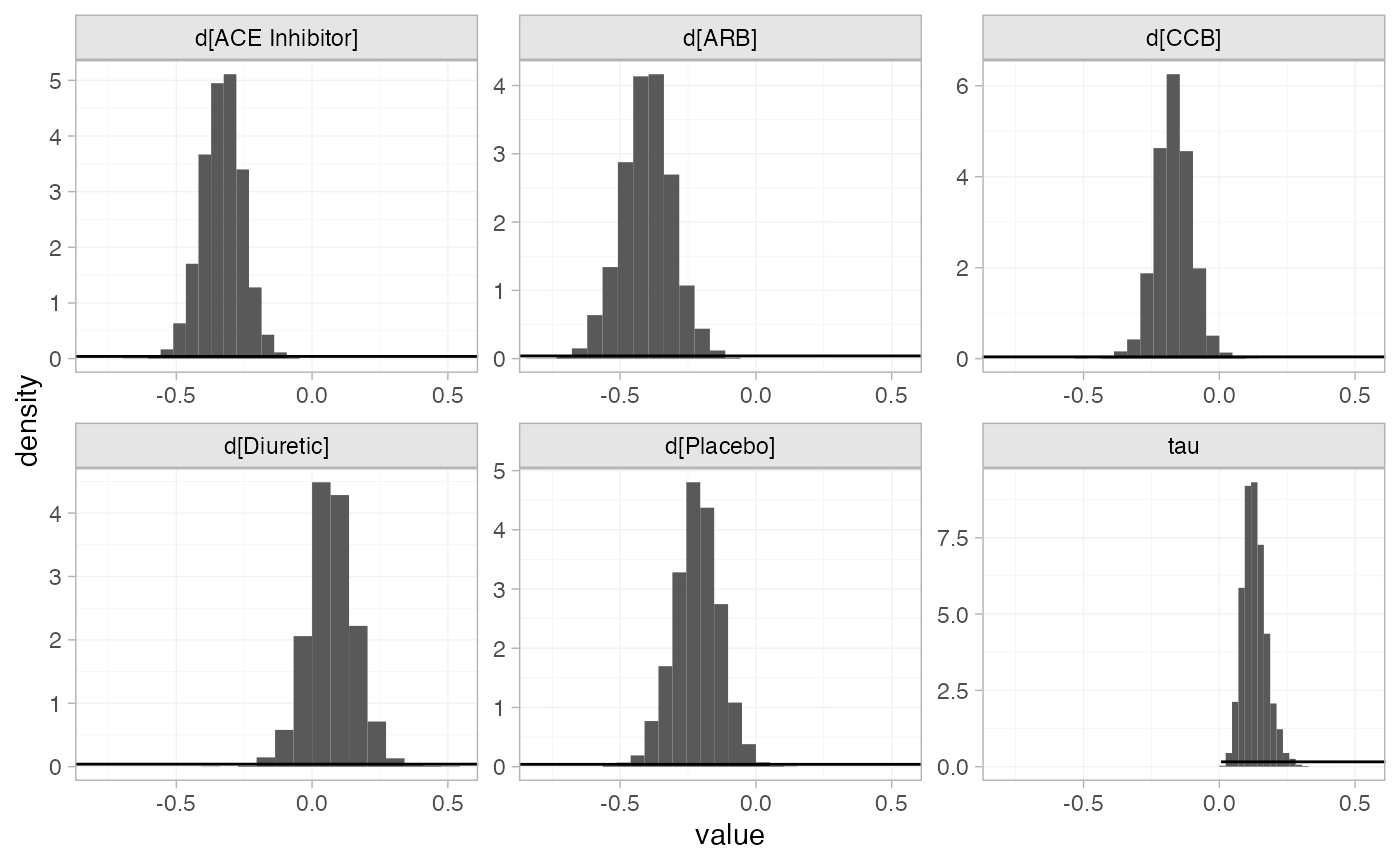 d[ACE Inhibitor] d[ARB] d[CCB]
5 4 3 2 1 0
4 3 2 1 0
6 4 2 0
-0.5 0.0 0.5 -0.5 0.0 0.5 -0.5 0.0 0.5
density
d[Diuretic] d[Placebo] tau
4 3 2 1 0
5 4 3 2 1 0
7.5 5.0 2.5 0.0
-0.5 0.0 0.5 -0.5 0.0 0.5 -0.5 0.0 0.5
value